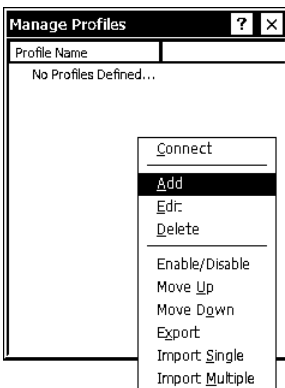 Manage Profiles ? ×
Profile Name
No Profiles Defined...
Connect
Add
Edit
Delete
Enable/Disable
Move Up
Move Down
Export
Import Single
Import Multiple